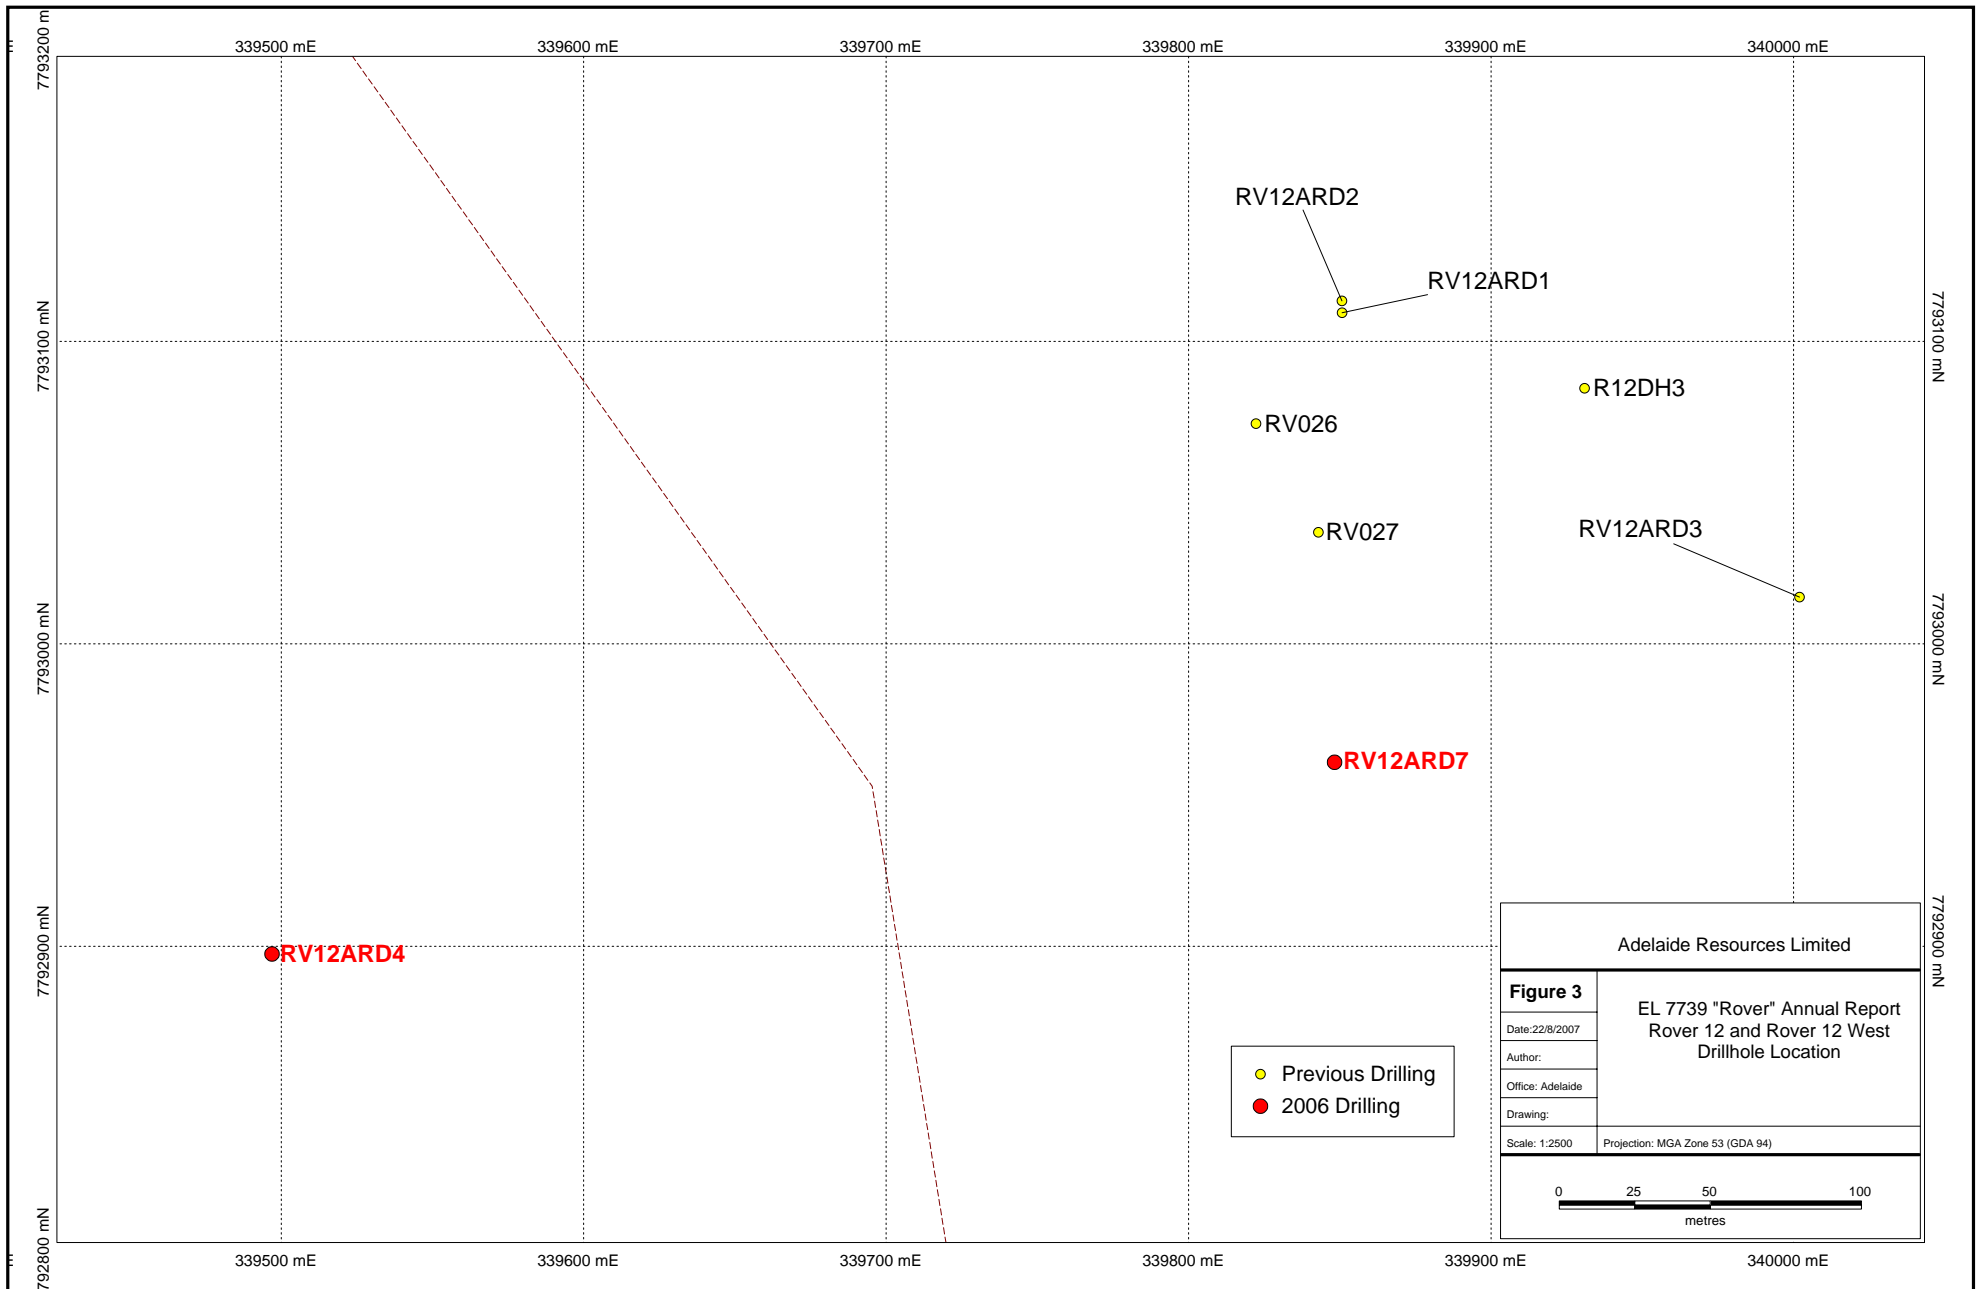 339500 mE
339600 mE
339700 mE
339800 mE
339900 mE
340000 mE
7793200 m
7793100 mN
7793000 mN
7792900 mN
792800 mN
7793100 mN
7793000 mN
7792900 mN
RV12ARD2
RV12ARD1
R12DH3
RV026
RV027
RV12ARD3
RV12ARD7
RV12ARD4
Previous Drilling
2006 Drilling
Adelaide Resources Limited
Figure 3
Date:22/8/2007
Author:
Office: Adelaide
Drawing:
Scale: 1:2500
EL 7739 "Rover" Annual Report
Rover 12 and Rover 12 West
Drillhole Location
Projection: MGA Zone 53 (GDA 94)
0 25 50 100
metres
339500 mE
339600 mE
339700 mE
339800 mE
339900 mE
340000 mE